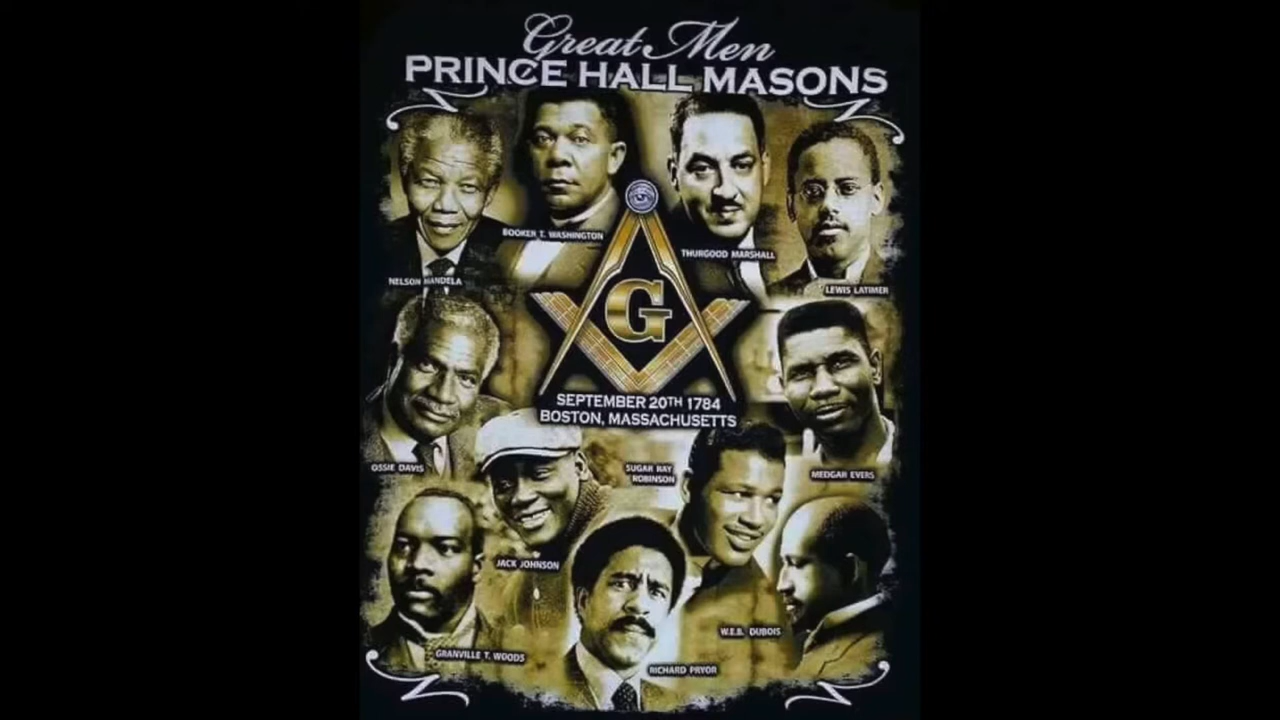 Great Men
PRINCE HALL MASONS
BOOKER T. WASHINGTON
THURGOOD MARSHALL
NELSON MANDELA
LEWIS LATIMER
G
SEPTEMBER 20TH 1784
BOSTON, MASSACHUSETTS
OSSIE DAVIS
SUGAR RAY
ROBINSON
MEDGAR EVERS
JACK JOHNSON
W.E.B. DUBOIS
GRANVILLE T. WOODS
RICHARD PRYOR